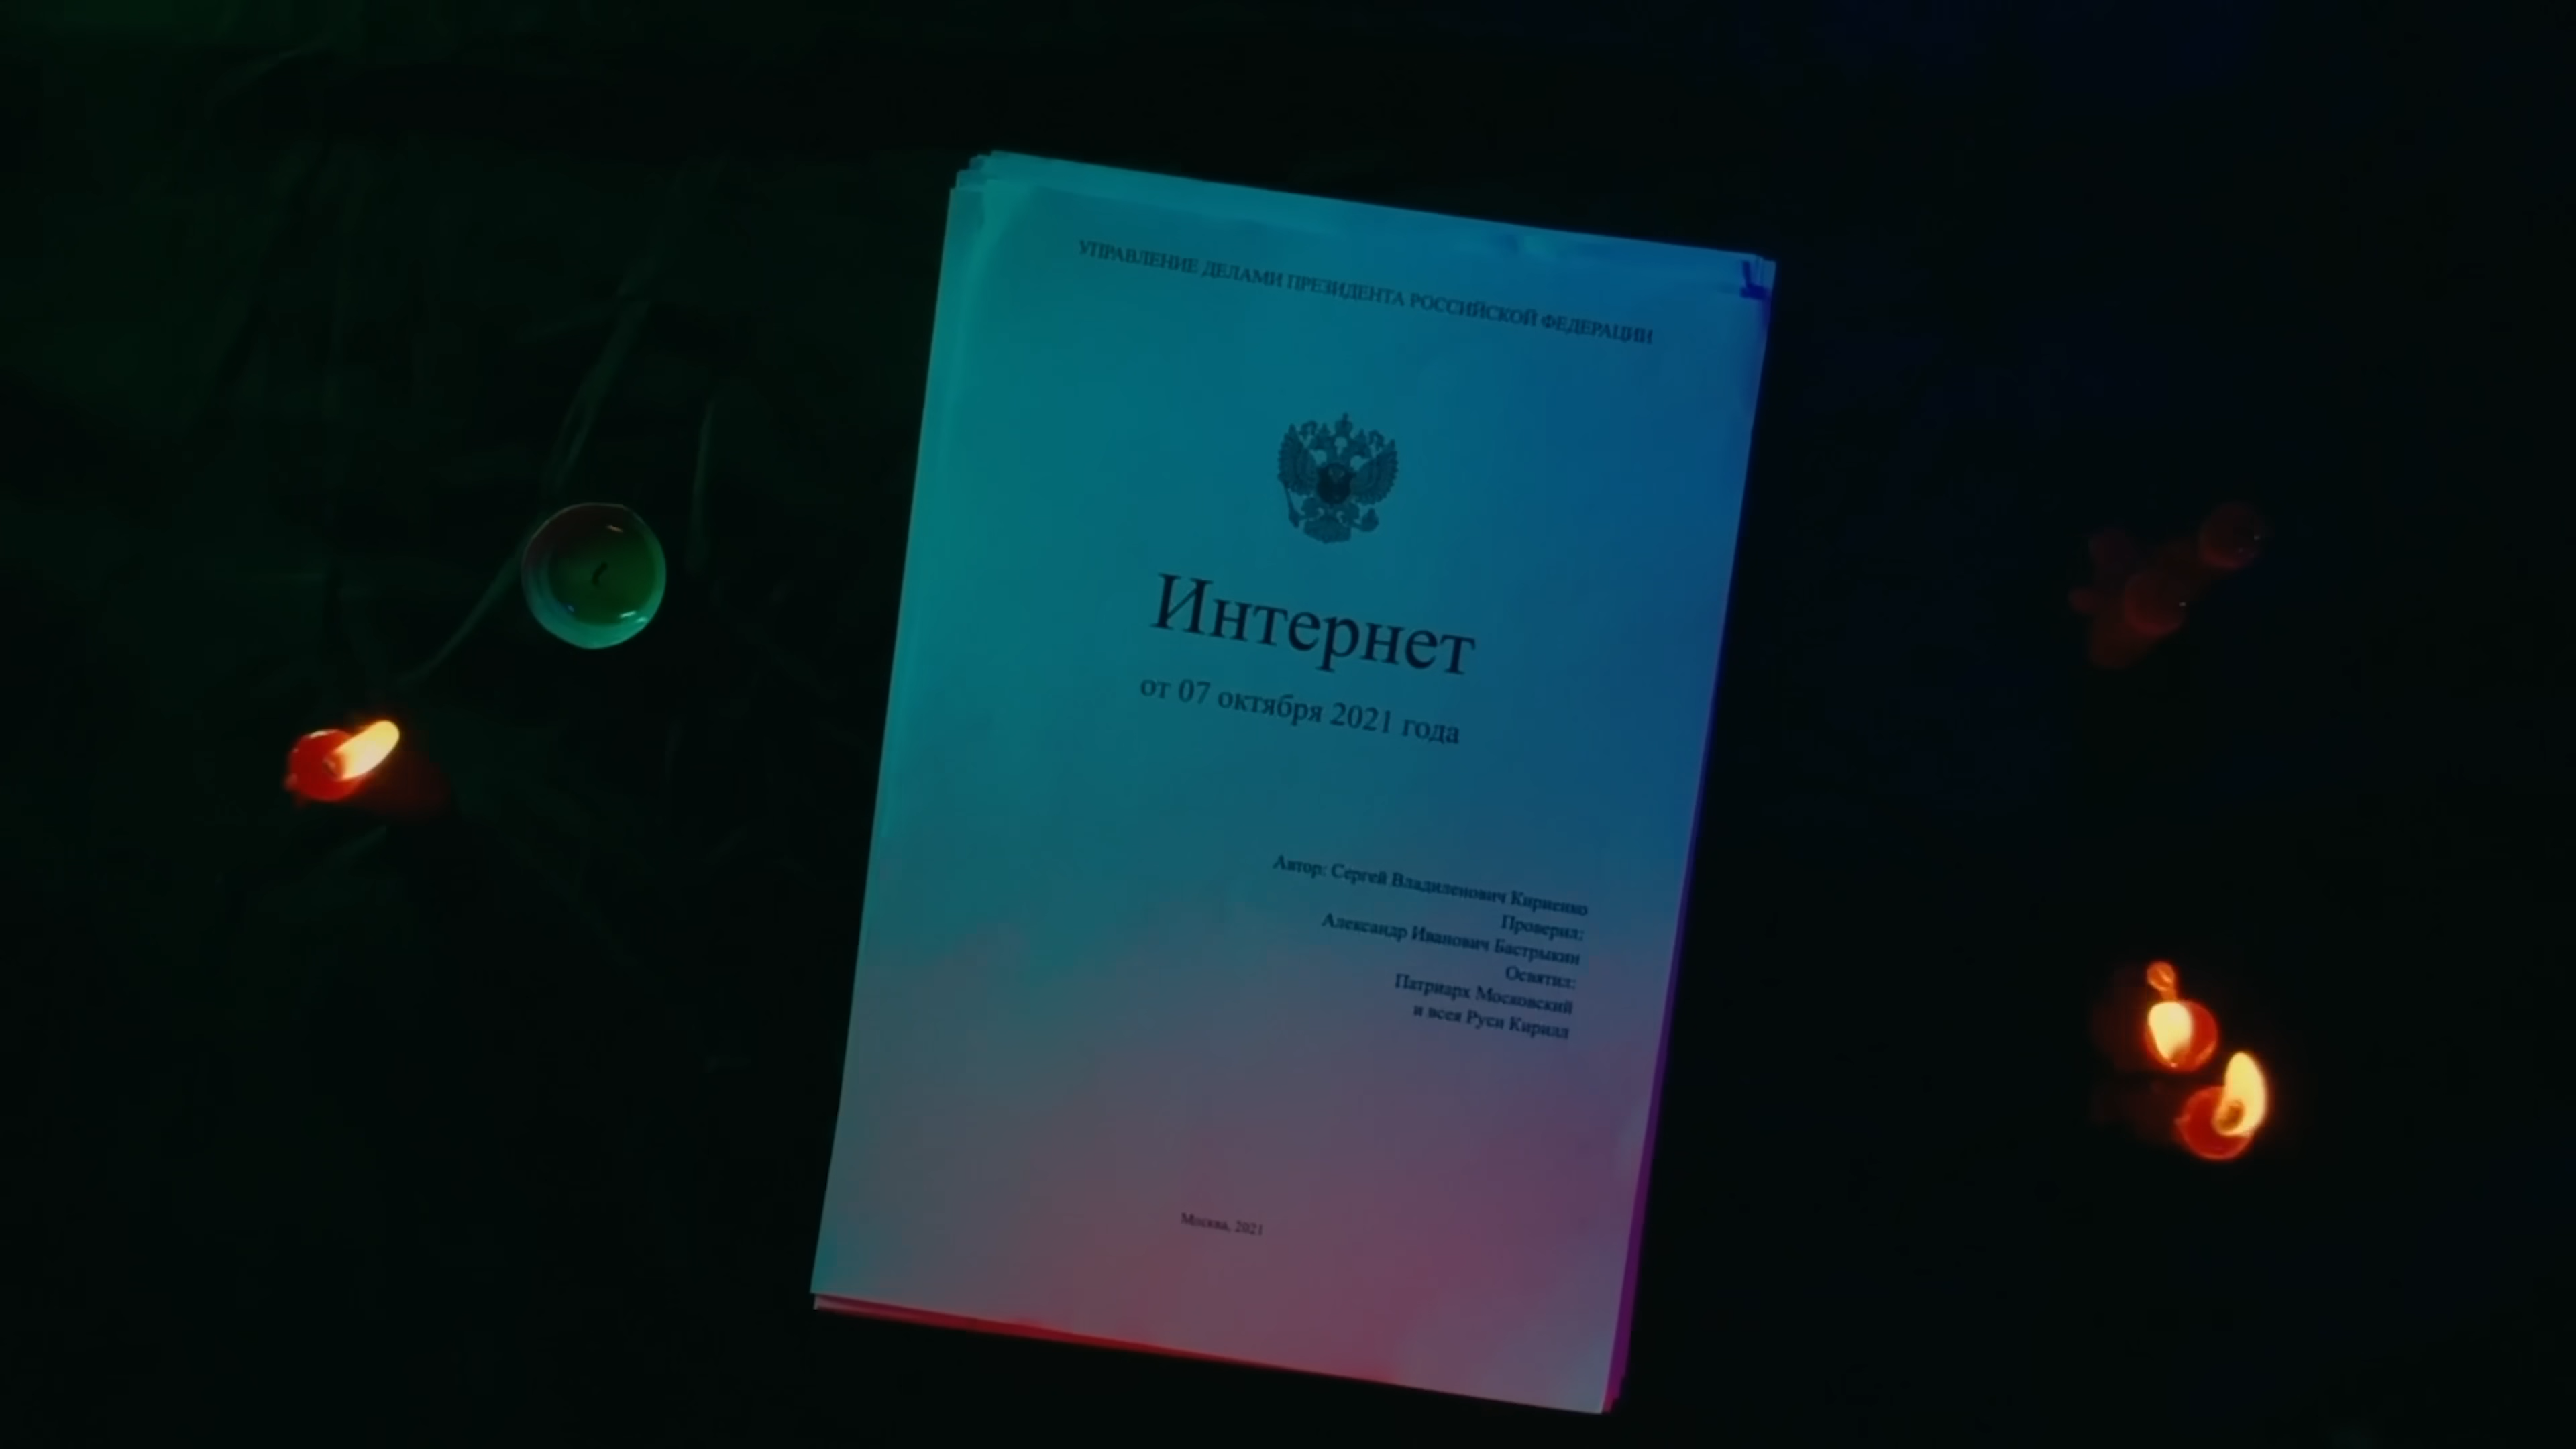 УПРАВЛЕНИЕ ДЕЛАМИ ПРЕЗИДЕНТА РОССИЙСКОЙ ФЕДЕРАЦИИ
Интернет
от 07 октября 2021 года
Автор: Сергей Владиленович Кириенко
Проверил:
Александр Иванович Бастрыкин
Освятил:
Патриарх Московский
и всея Руси Кирилл
Москва, 2021